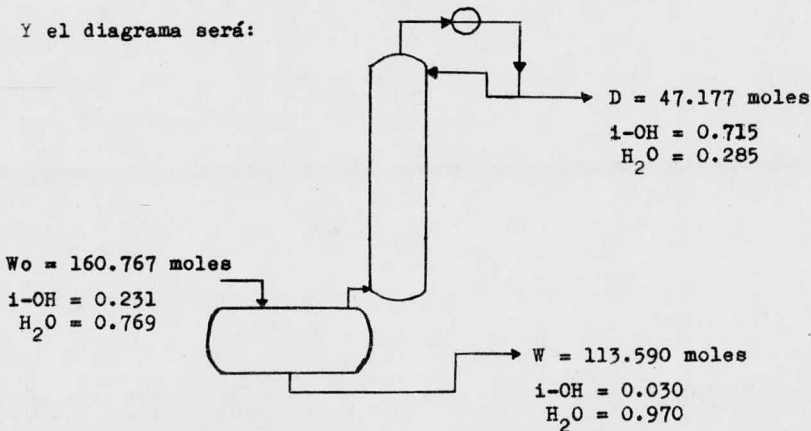 Y el diagrama será:
D = 47.177 moles
i-OH = 0.715
H2O = 0.285
Wo = 160.767 moles
i-OH = 0.231
H2O = 0.769
W = 113.590 moles
i-OH = 0.030
H2O = 0.970